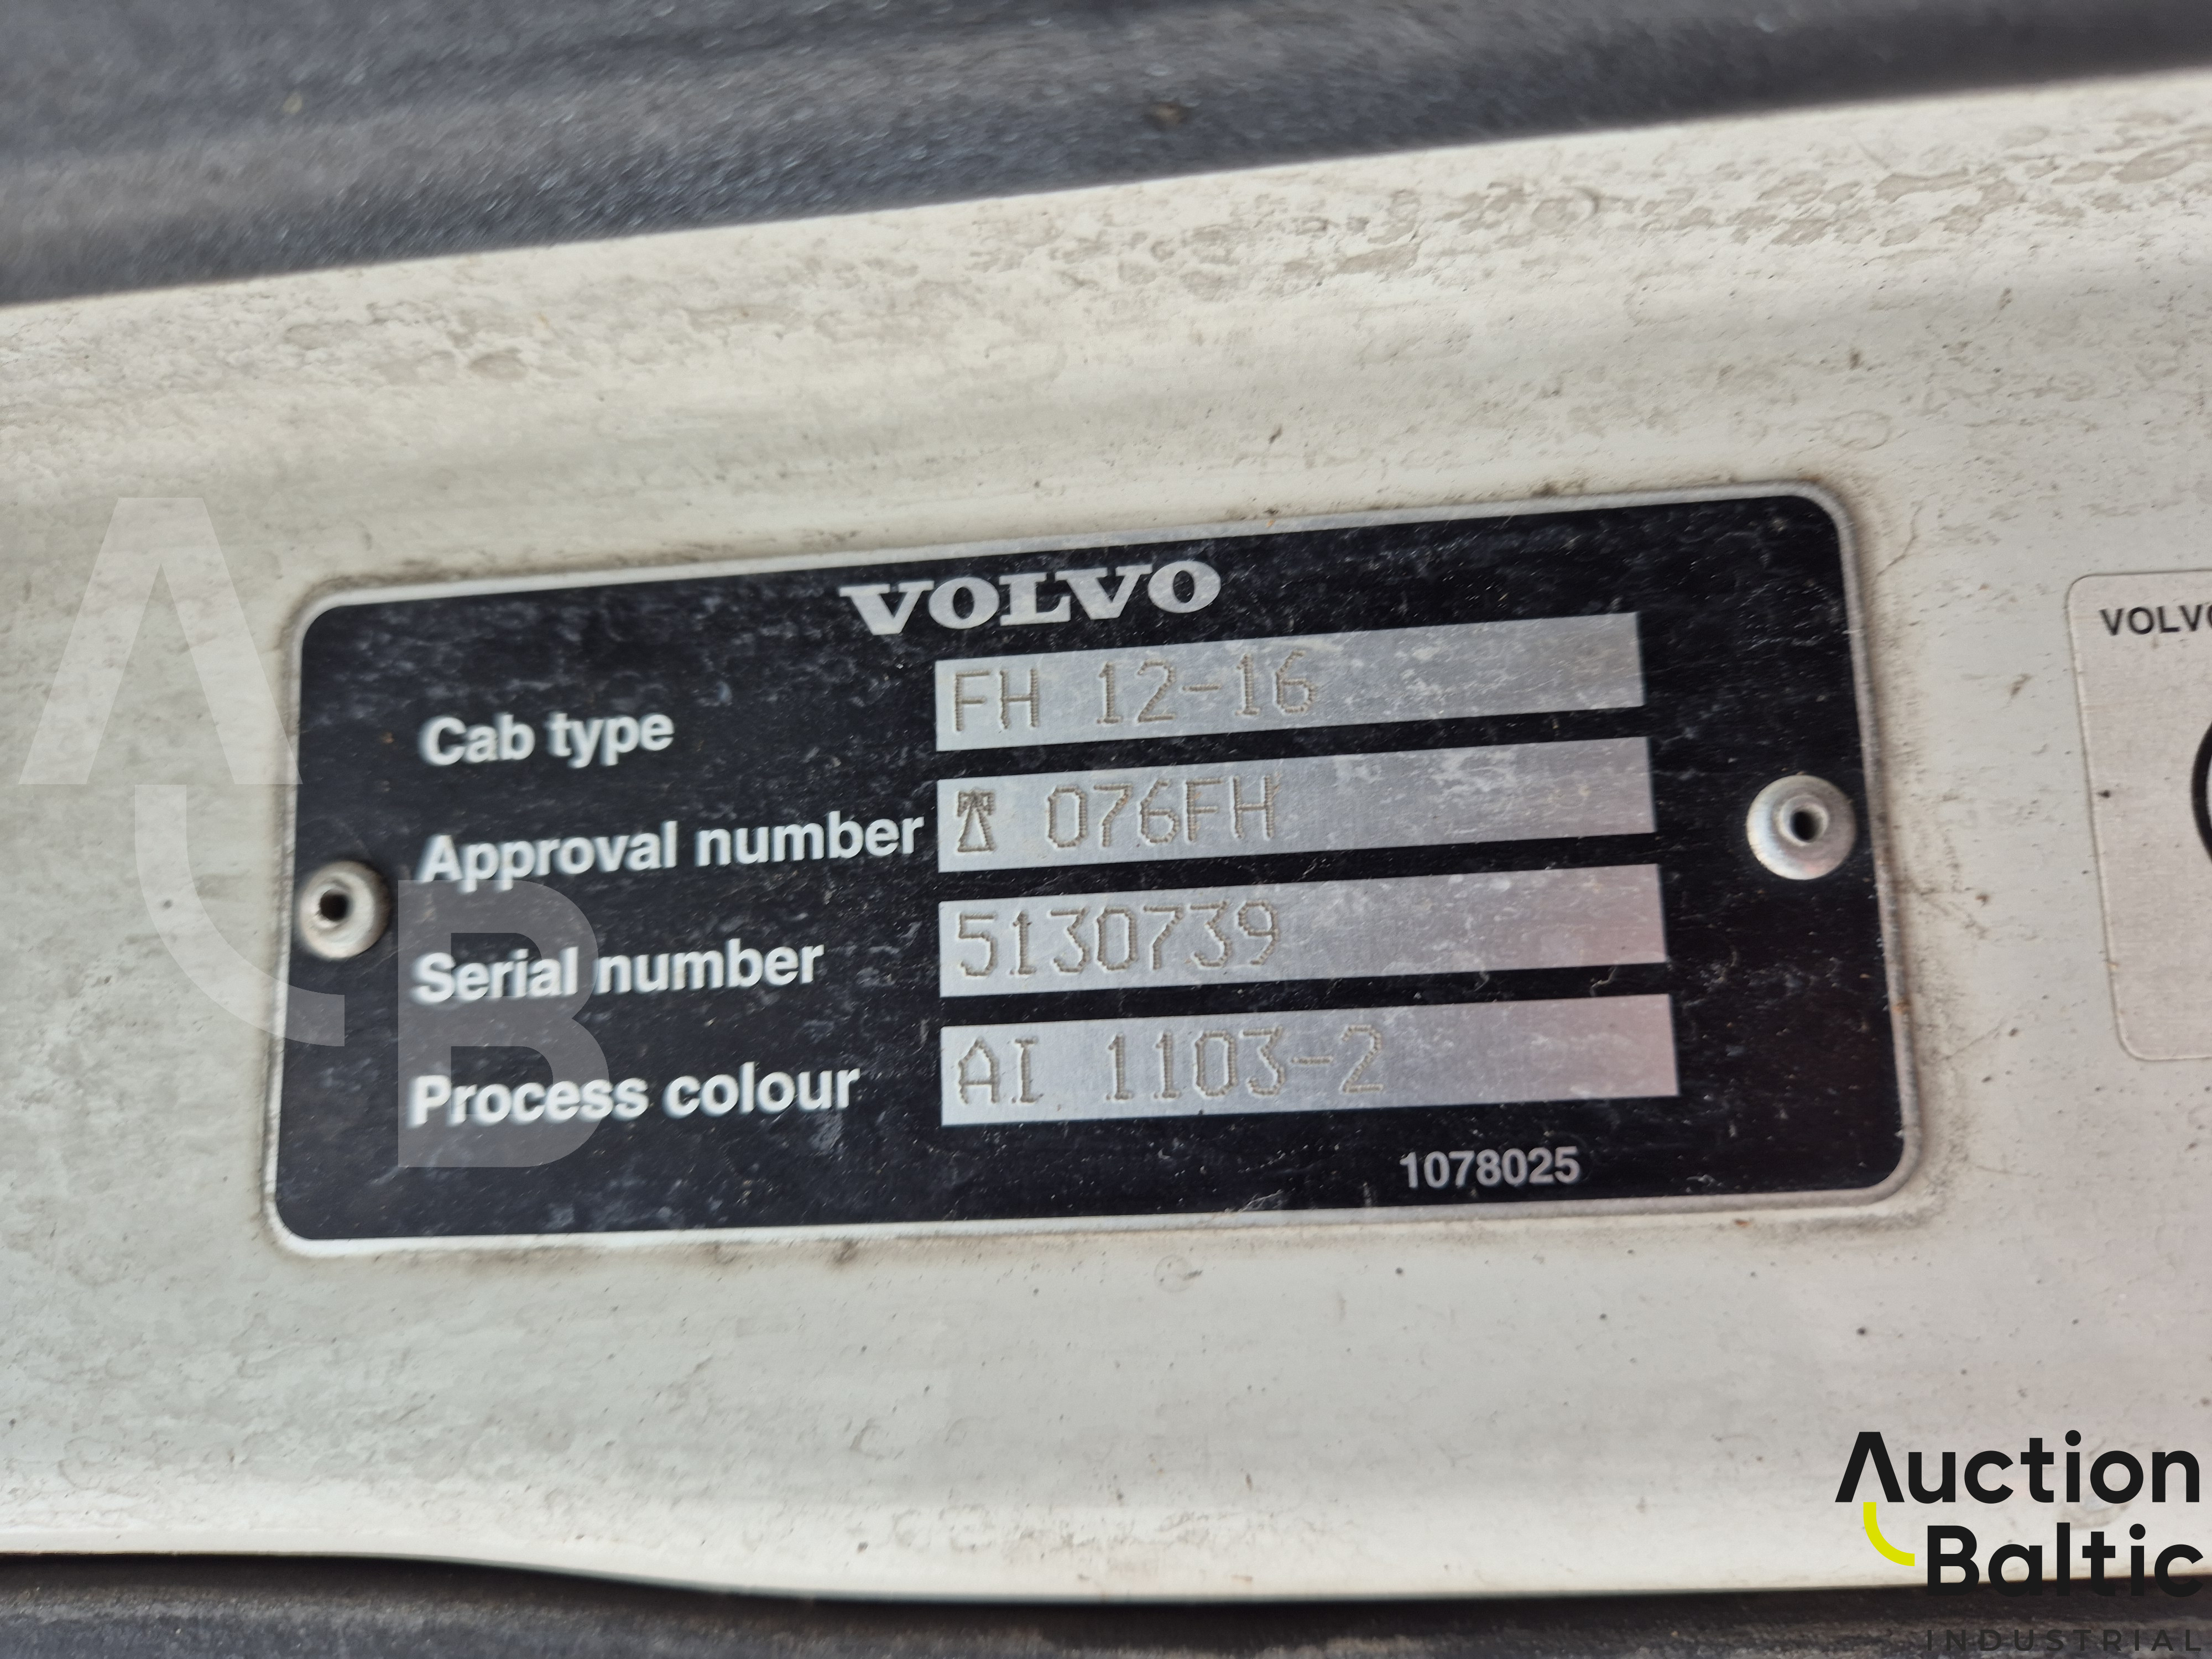 VOLVO
Cab type FH 12-16
Approval number 076FH
Serial number 5130739
Process colour AI 1103-2
1078025
Auction
Baltic
INDUSTRIAL
AB